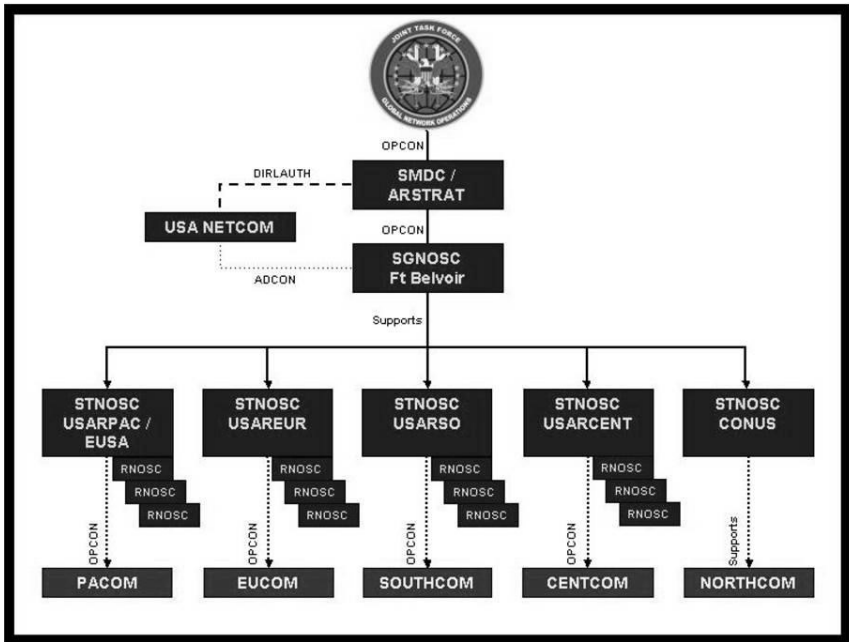 JOINT TASK FORCE
GLOBAL NETWORK OPERATIONS
OPCON
DIRLAUTH
SMDC /
ARSTRAT
USA NETCOM
OPCON
SGNOSC
Ft Belvoir
ADCON
Supports
STNOSC
USARPAC /
EUSA
STNOSC
USAREUR
STNOSC
USARSO
STNOSC
USARCENT
STNOSC
CONUS
RNOSC
RNOSC
RNOSC
RNOSC
RNOSC
RNOSC
RNOSC
RNOSC
RNOSC
RNOSC
RNOSC
RNOSC
OPCON
OPCON
OPCON
OPCON
Supports
PACOM
EUCOM
SOUTHCOM
CENTCOM
NORTHCOM